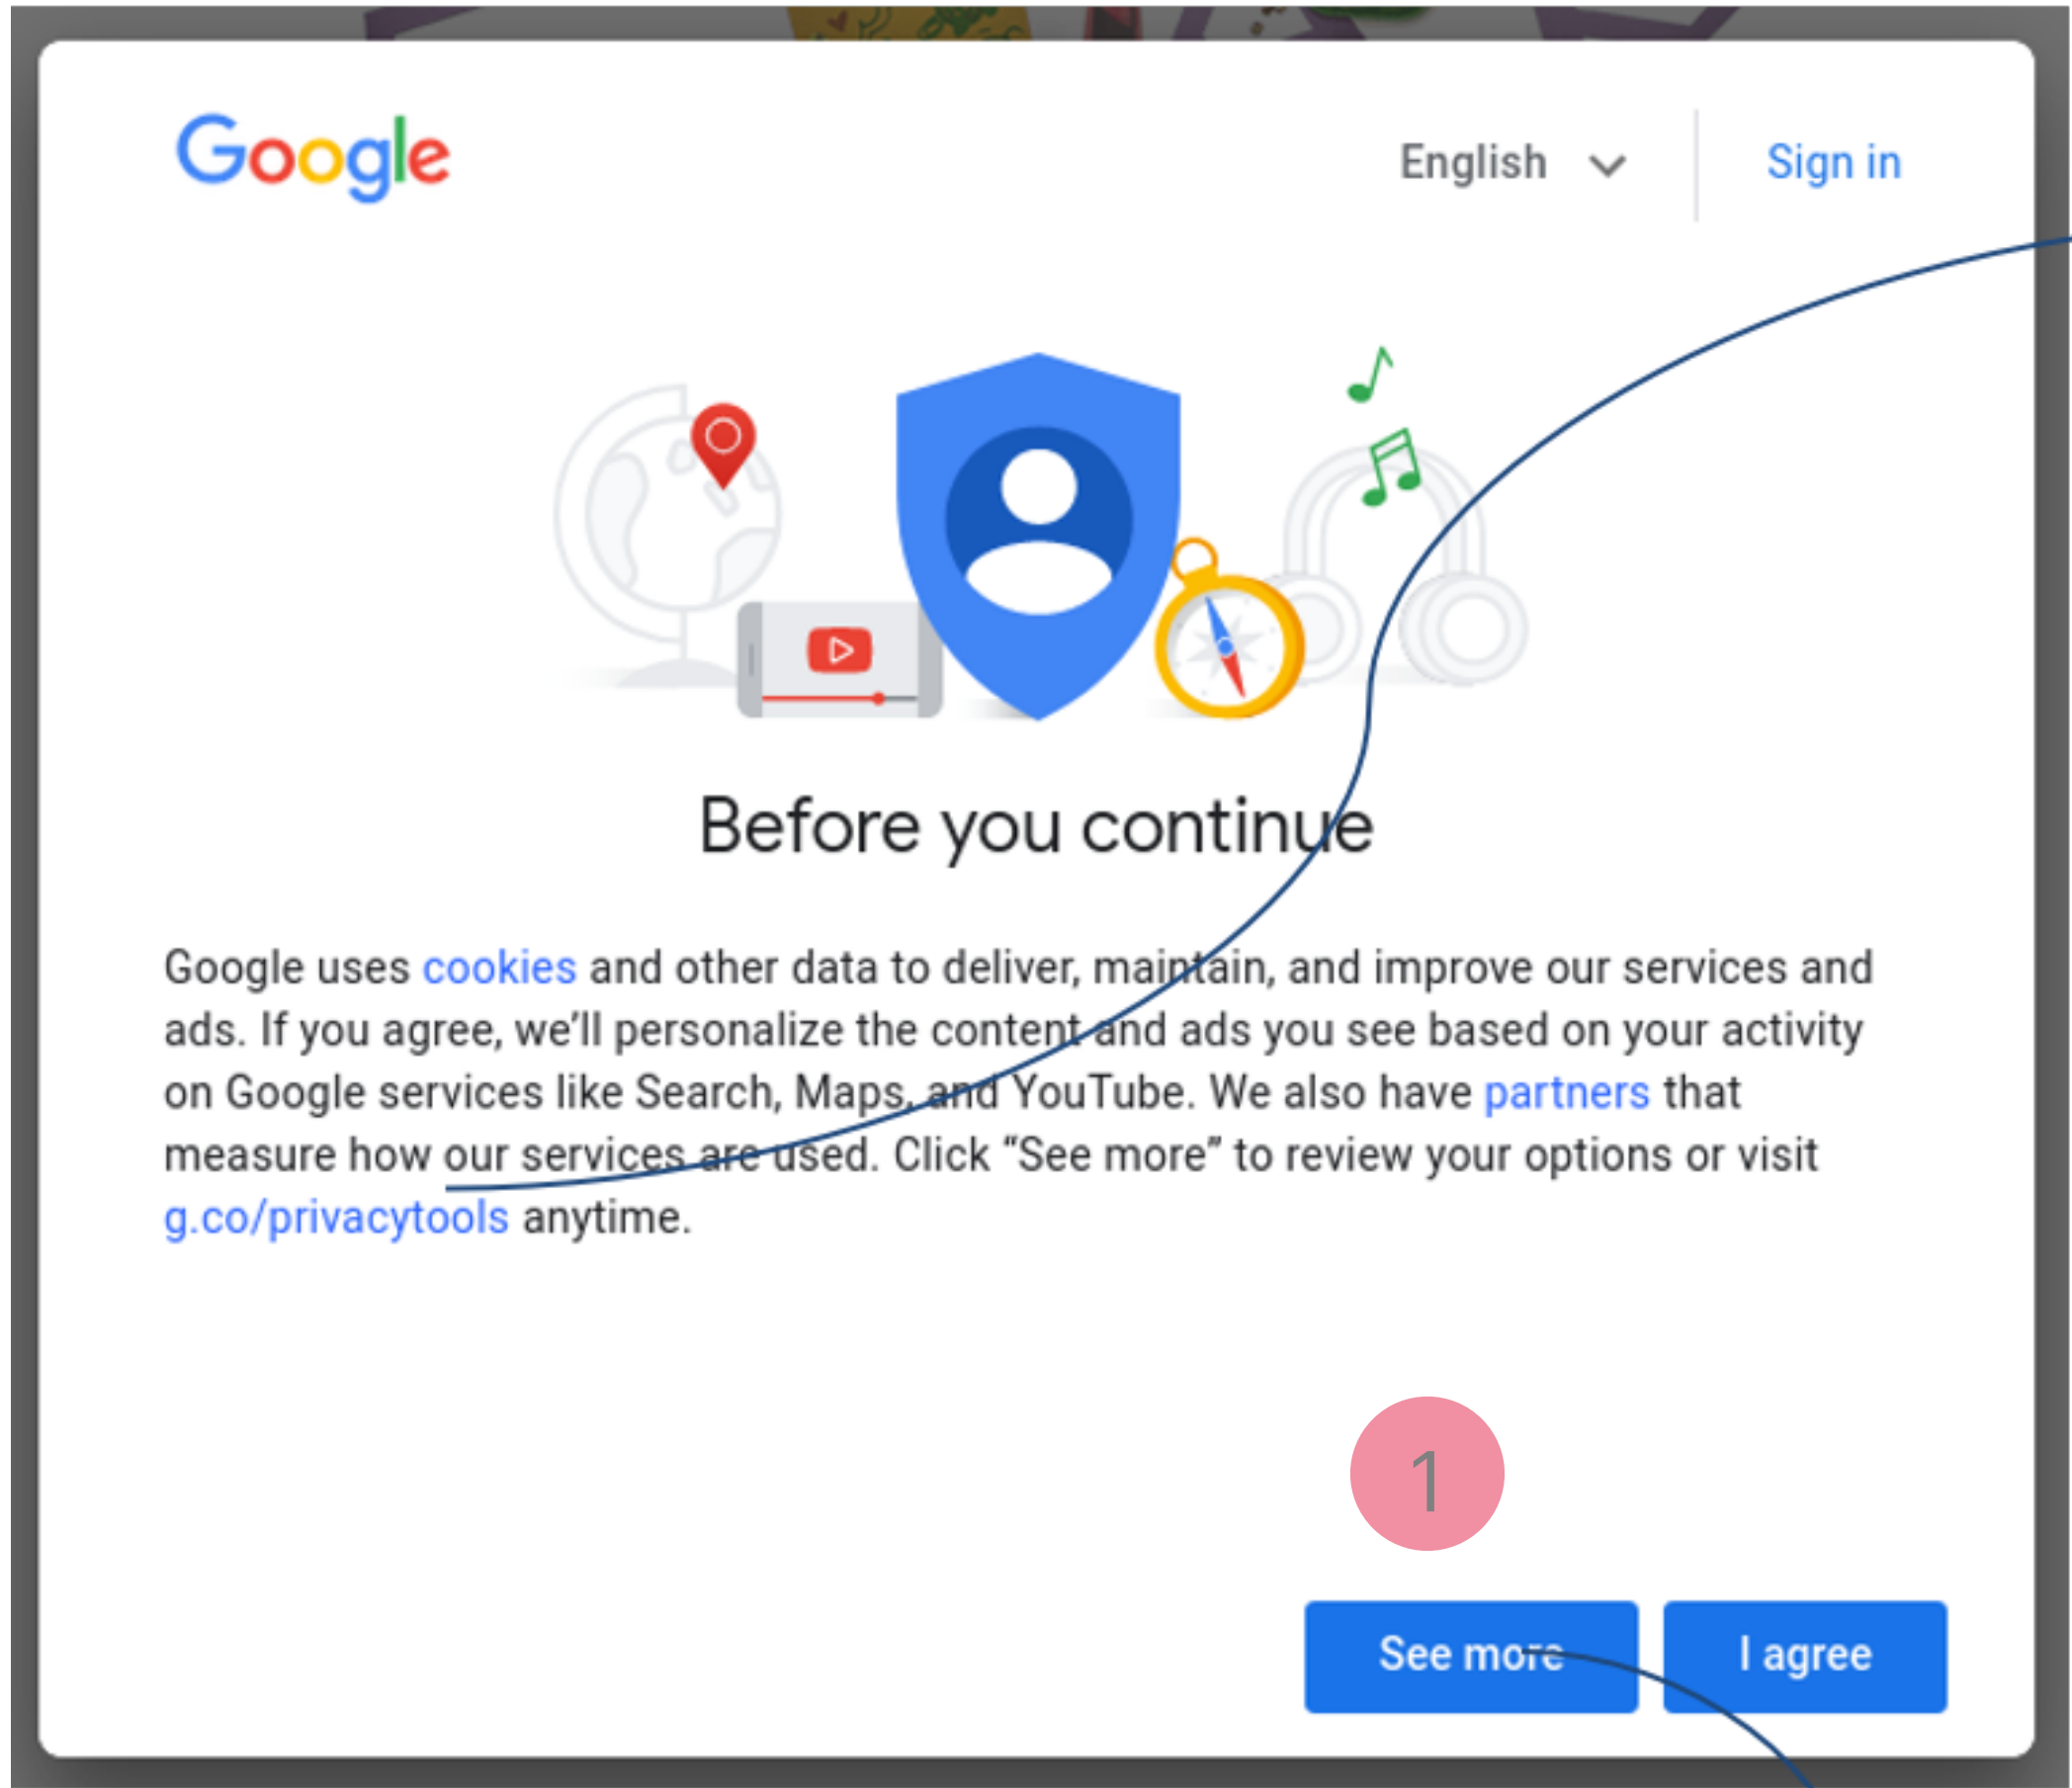 Google
English
Sign in
Before you continue
Google uses cookies and other data to deliver, maintain, and improve our services and
ads. If you agree, we’ll personalize the content and ads you see based on your activity
on Google services like Search, Maps, and YouTube. We also have partners that
measure how our services are used. Click “See more” to review your options or visit
g.co/privacytools anytime.
1
See more
I agree